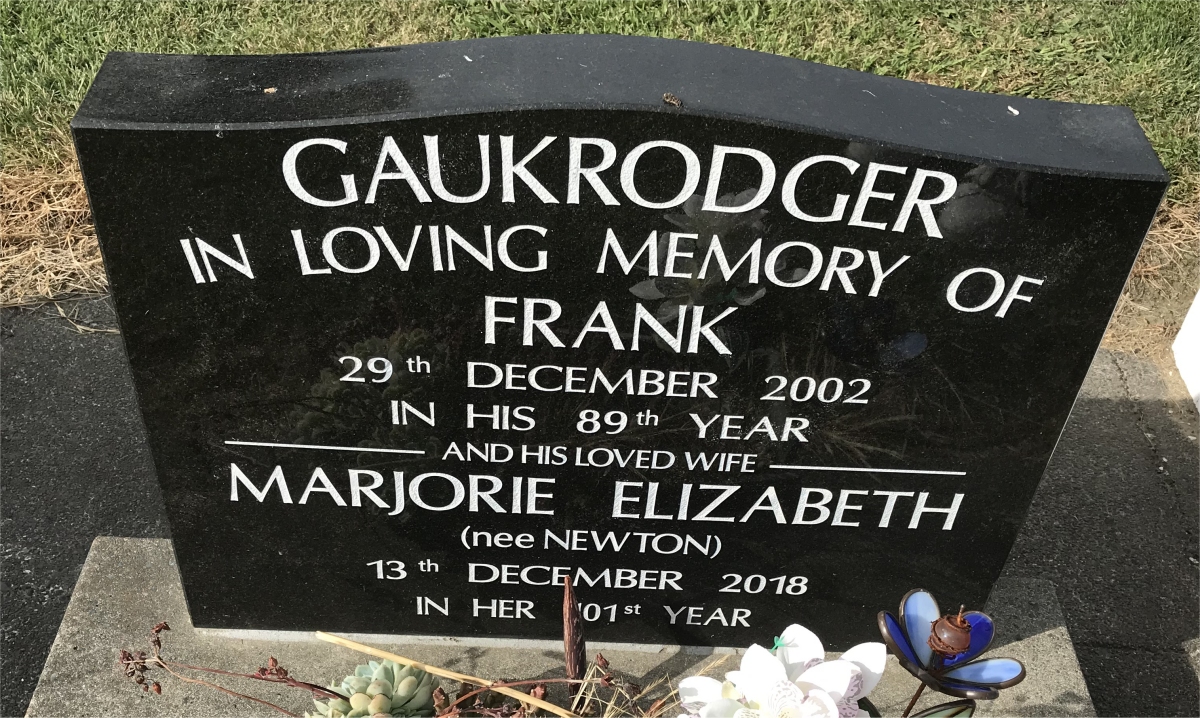 GAUKRODGER
IN LOVING MEMORY OF
FRANK
29th DECEMBER 2002
IN HIS 89th YEAR
AND HIS LOVED WIFE
MARJORIE ELIZABETH
(nee NEWTON)
13th DECEMBER 2018
IN HER 101st YEAR